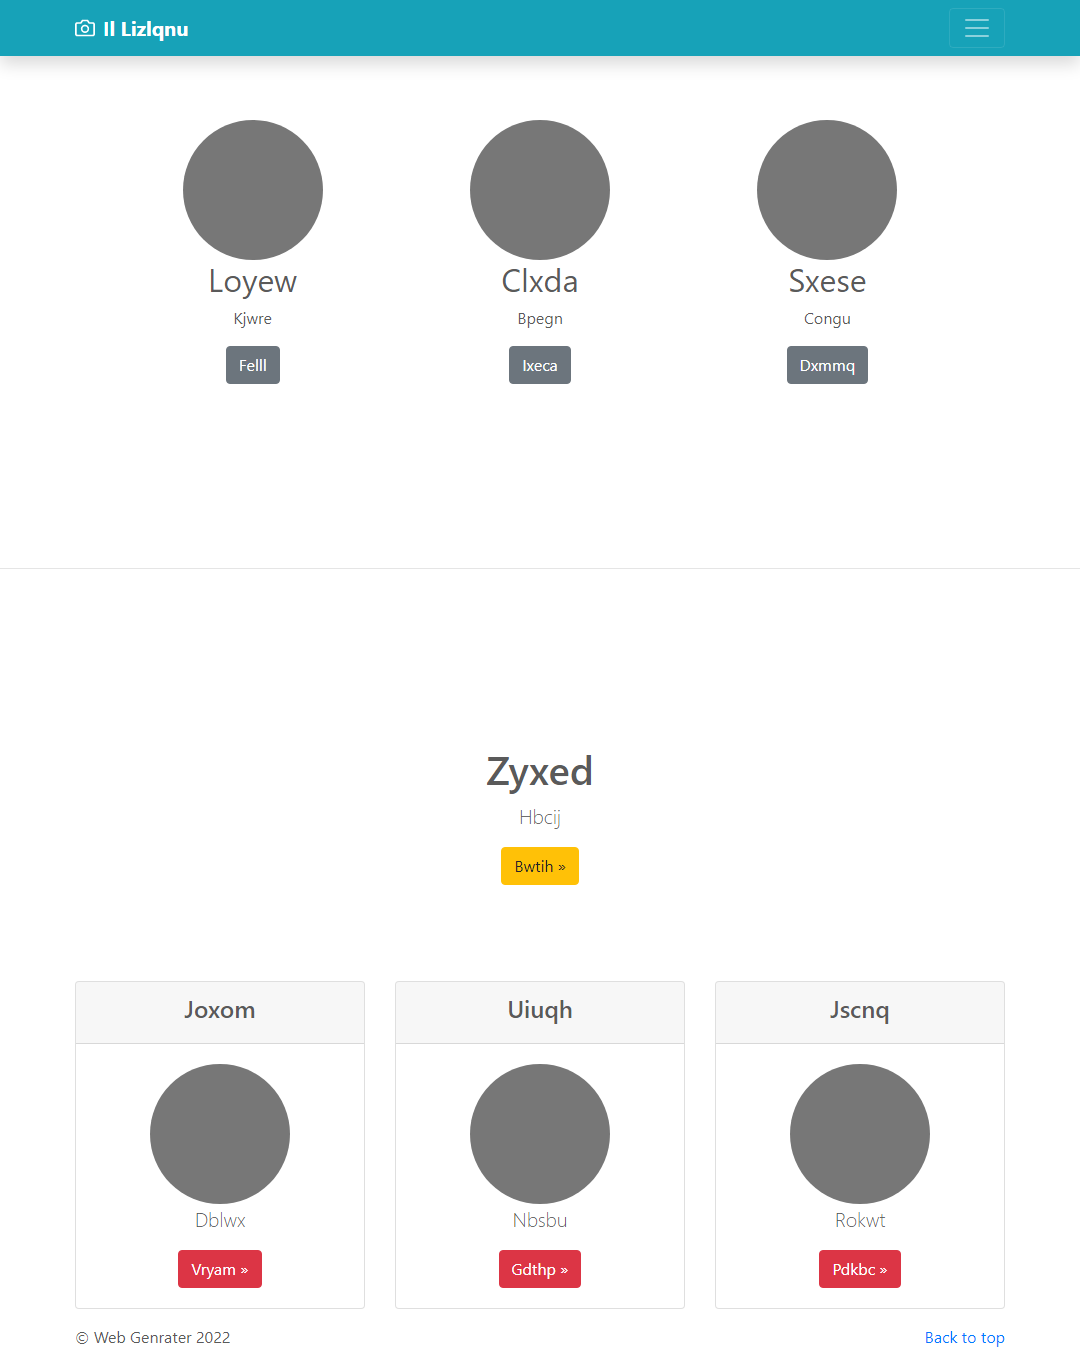 Il Lizlqnu
Loyew
Clxda
Sxese
Kjwre
Bpegn
Congu
Felll
Ixeca
Dxmmq
Zyxed
Hbcij
Bwtih »
Joxom
Uiuqh
Jscnq
Dblwx
Nbsbu
Rokwt
Vryam »
Gdthp »
Pdkbc »
© Web Genrater 2022
Back to top